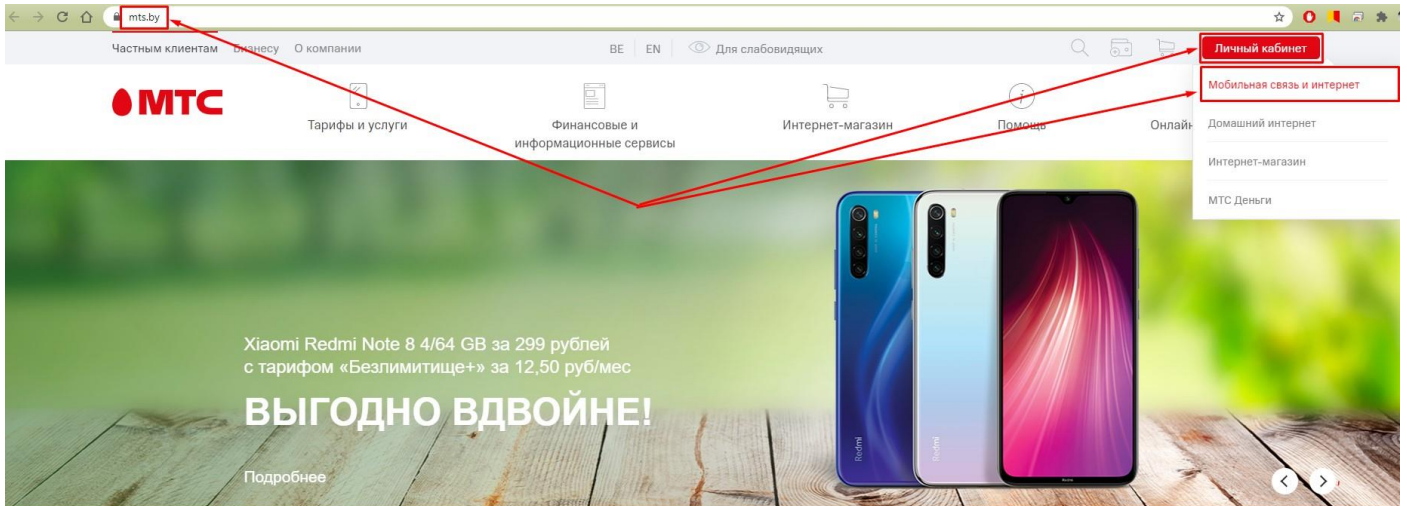 mts.by
Частным клиентам Бизнесу О компании BE EN Для слабовидящих Личный кабинет
МТС
Тарифы и услуги
Финансовые и
информационные сервисы
Интернет-магазин
Помощь
Онлайн
Мобильная связь и интернет
Домашний интернет
Интернет-магазин
МТС Деньги
Xiaomi Redmi Note 8 4/64 GB за 299 рублей
с тарифом «Безлимитище+» за 12,50 руб/мес
ВЫГОДНО ВДВОЙНЕ!
Подробнее
Redmi
Redmi